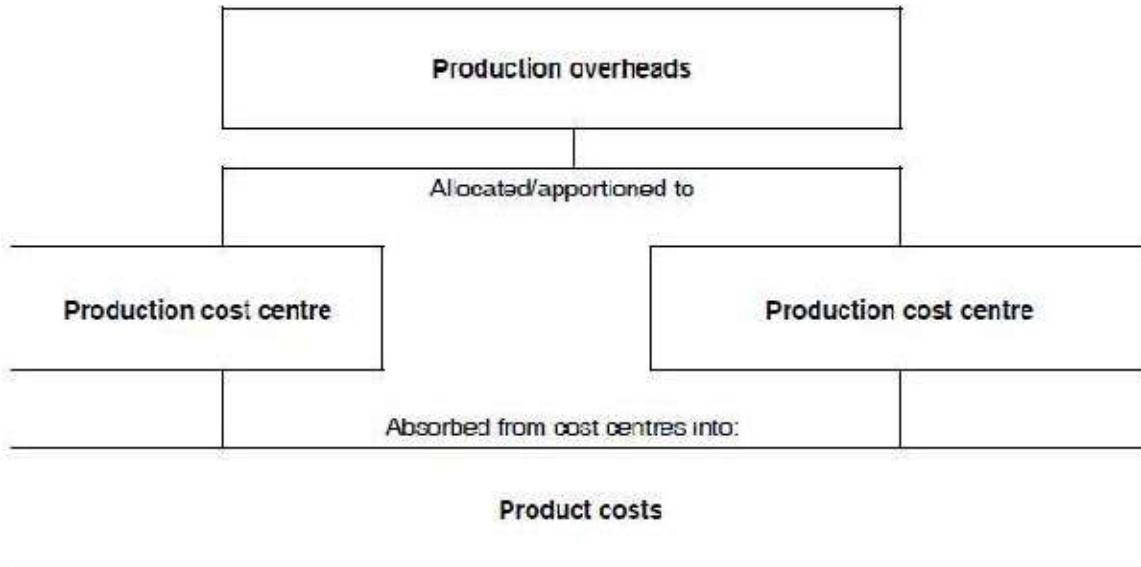 Production overheads
Allocated/apportioned to
Production cost centre
Production cost centre
Absorbed from cost centres into:
Product costs